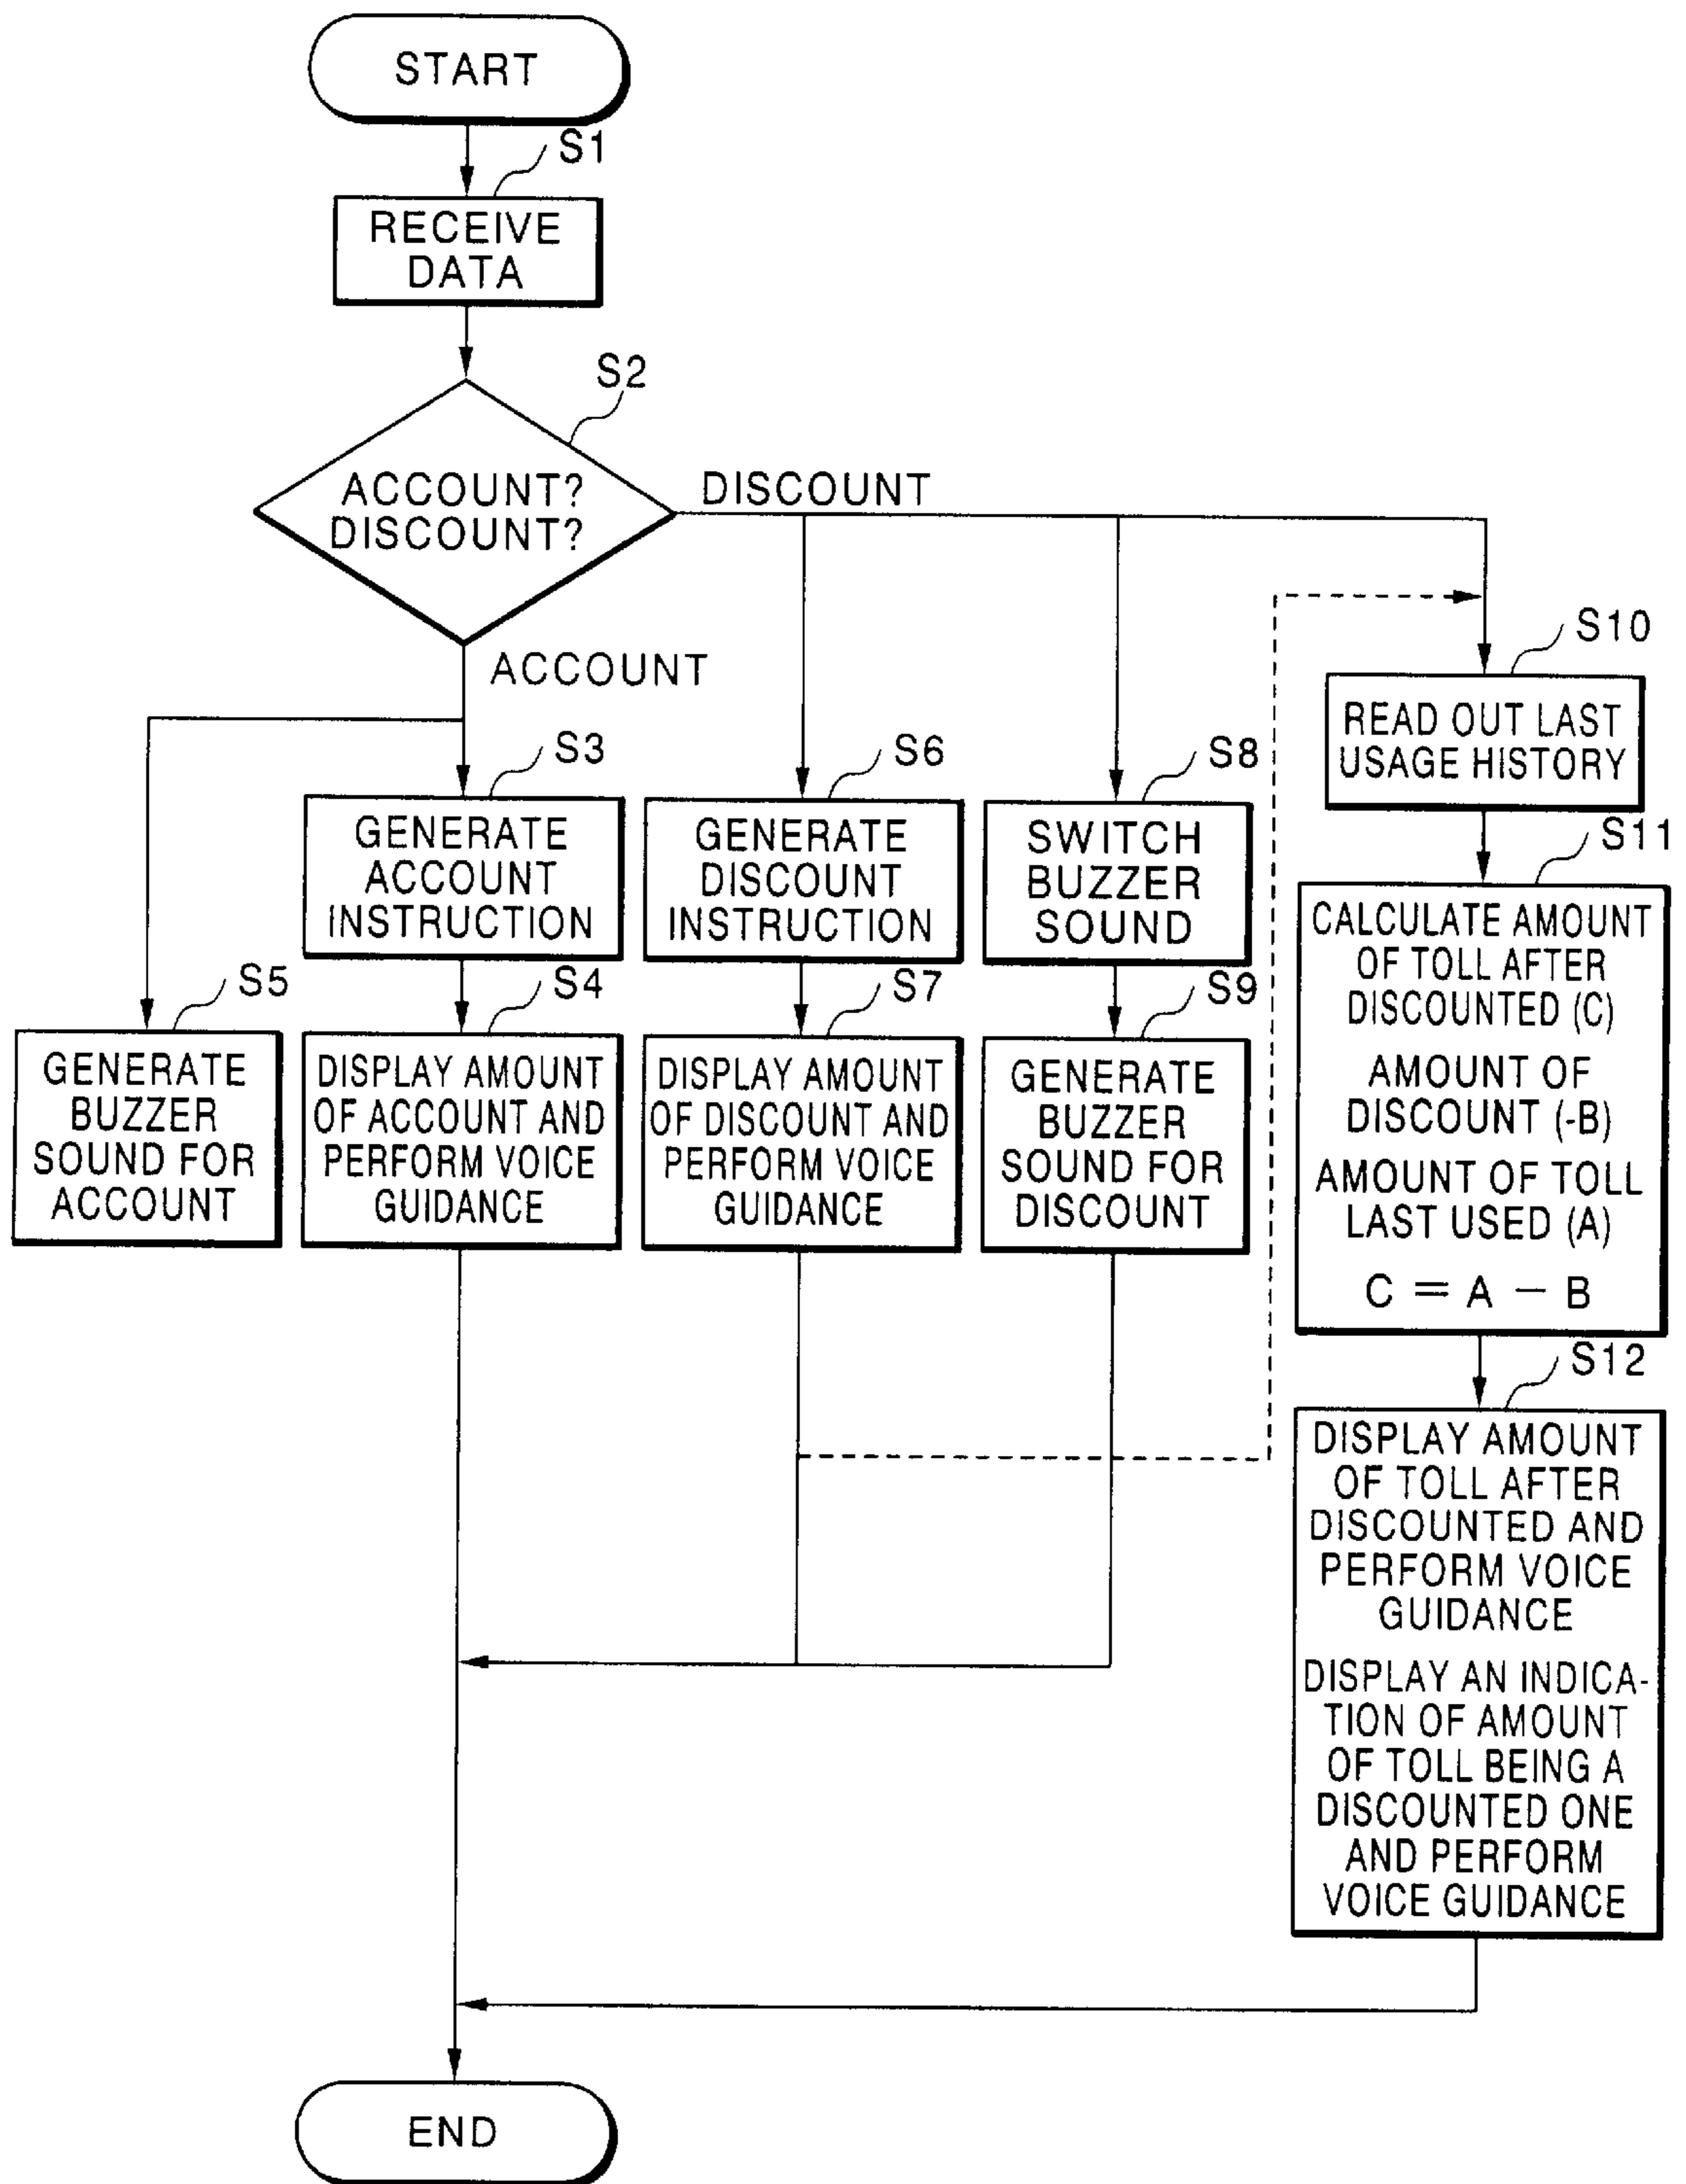 START
S1
RECEIVE
DATA
S2
ACCOUNT?
DISCOUNT?
DISCOUNT
ACCOUNT
S3
GENERATE
ACCOUNT
INSTRUCTION
S4
DISPLAY AMOUNT
OF ACCOUNT AND
PERFORM VOICE
GUIDANCE
S5
GENERATE
BUZZER
SOUND FOR
ACCOUNT
S6
GENERATE
DISCOUNT
INSTRUCTION
S7
DISPLAY AMOUNT
OF DISCOUNT AND
PERFORM VOICE
GUIDANCE
S8
SWITCH
BUZZER
SOUND
S9
GENERATE
BUZZER
SOUND FOR
DISCOUNT
S10
READ OUT LAST
USAGE HISTORY
S11
CALCULATE AMOUNT
OF TOLL AFTER
DISCOUNTED (C)
AMOUNT OF
DISCOUNT (-B)
AMOUNT OF TOLL
LAST USED (A)
C = A − B
S12
DISPLAY AMOUNT
OF TOLL AFTER
DISCOUNTED AND
PERFORM VOICE
GUIDANCE
DISPLAY AN INDICA-
TION OF AMOUNT
OF TOLL BEING A
DISCOUNTED ONE
AND PERFORM
VOICE GUIDANCE
END